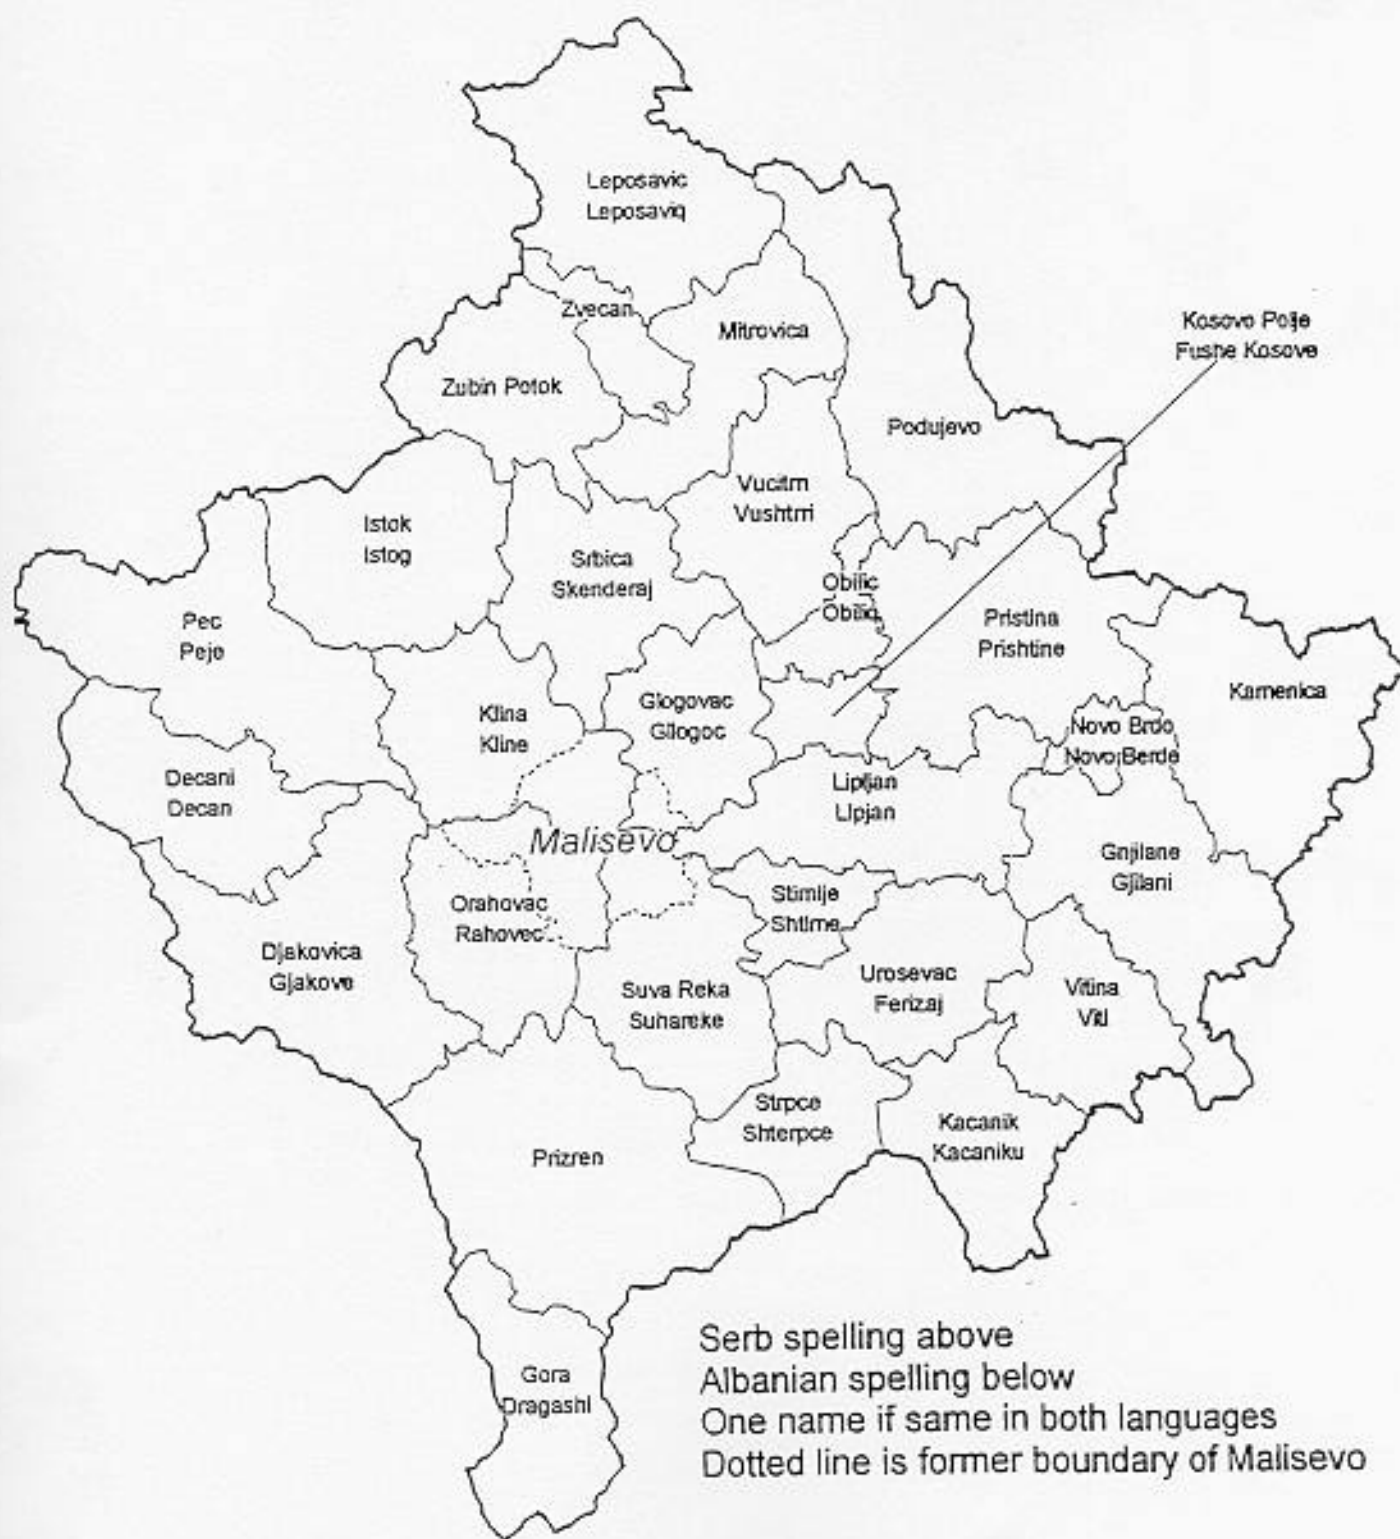 Leposavic
Leposaviq
Zvecan
Mitrovica
Kosovo Polje
Fushe Kosove
Zubin Potok
Podujevo
Vucitrn
Vushtrri
Istok
Istog
Srbica
Skenderaj
Obilic
Obiliq
Pristina
Prishtine
Pec
Peje
Kamenica
Klina
Kline
Glogovac
Gllogoc
Novo Brdo
Novo Berde
Decani
Decan
Lipljan
Lipjan
Malisevo
Gnjilane
Gjilani
Stimlje
Shtime
Orahovac
Rahovec
Djakovica
Gjakove
Urosevac
Ferizaj
Suva Reka
Suhareke
Vitina
Viti
Strpce
Shterpce
Kacanik
Kacaniku
Prizren
Gora
Dragashi
Serb spelling above
Albanian spelling below
One name if same in both languages
Dotted line is former boundary of Malisevo